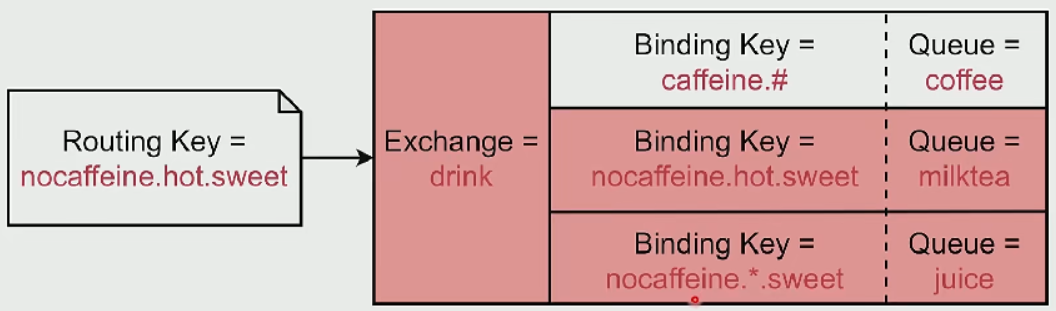 Routing Key =
nocaffeine.hot.sweet
Exchange =
drink
Binding Key =
caffeine.#
Queue =
coffee
Binding Key =
nocaffeine.hot.sweet
Queue =
milktea
Binding Key =
nocaffeine.*.sweet
Queue =
juice